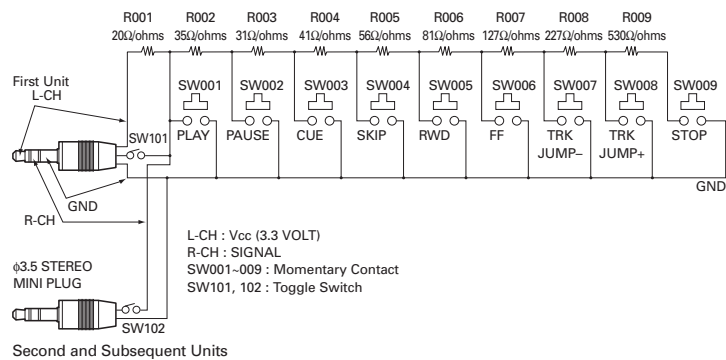 R001 R002 R003 R004 R005 R006 R007 R008 R009
20Ω/ohms 35Ω/ohms 31Ω/ohms 41Ω/ohms 56Ω/ohms 81Ω/ohms 127Ω/ohms 227Ω/ohms 530Ω/ohms
First Unit
L-CH
SW001 SW002 SW003 SW004 SW005 SW006 SW007 SW008 SW009
SW101
PLAY PAUSE CUE SKIP RWD FF TRK TRK STOP
JUMP– JUMP+
GND
GND
R-CH
L-CH : Vcc (3.3 VOLT)
R-CH : SIGNAL
SW001~009 : Momentary Contact
SW101, 102 : Toggle Switch
ϕ3.5 STEREO
MINI PLUG
SW102
Second and Subsequent Units